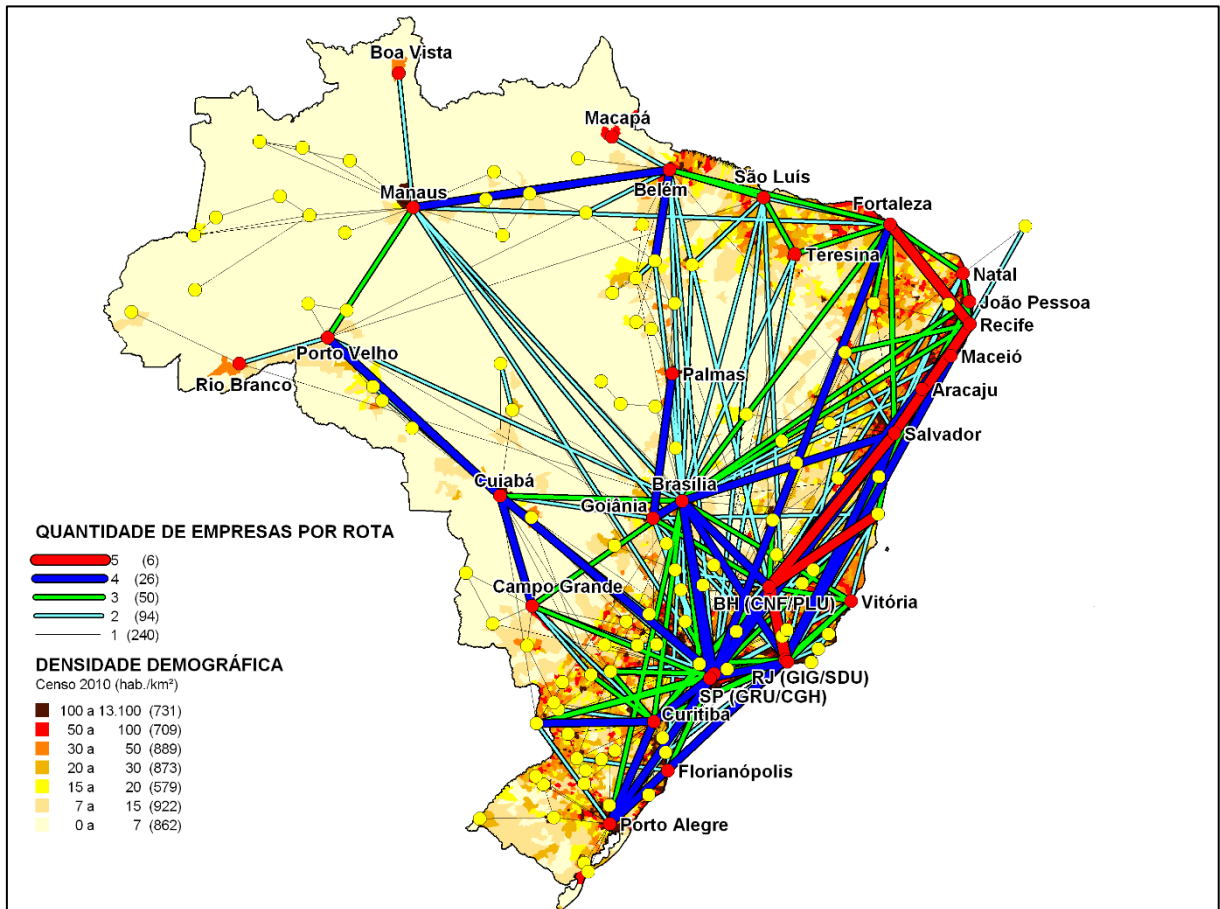 Boa Vista
Macapá
Manaus
Belém
São Luís
Fortaleza
Teresina
Natal
João Pessoa
Recife
Maceió
Aracaju
Salvador
Porto Velho
Rio Branco
Palmas
Cuiabá
Brasília
Goiânia
Campo Grande
BH (CNF/PLU)
Vitória
RJ (GIG/SDU)
SP (GRU/CGH)
Curitiba
Florianópolis
Porto Alegre
QUANTIDADE DE EMPRESAS POR ROTA
5 (6)
4 (26)
3 (50)
2 (94)
1 (240)
DENSIDADE DEMOGRÁFICA
Censo 2010 (hab./km²)
100 a 13.100 (731)
50 a 100 (709)
30 a 50 (889)
20 a 30 (873)
15 a 20 (579)
7 a 15 (922)
0 a 7 (862)